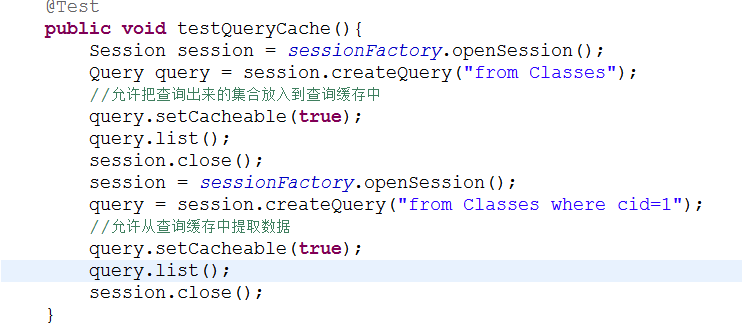 @Test
public void testQueryCache(){
Session session = sessionFactory.openSession();
Query query = session.createQuery("from Classes");
//允许把查询出来的集合放入到查询缓存中
query.setCacheable(true);
query.list();
session.close();
session = sessionFactory.openSession();
query = session.createQuery("from Classes where cid=1");
//允许从查询缓存中提取数据
query.setCacheable(true);
query.list();
session.close();
}